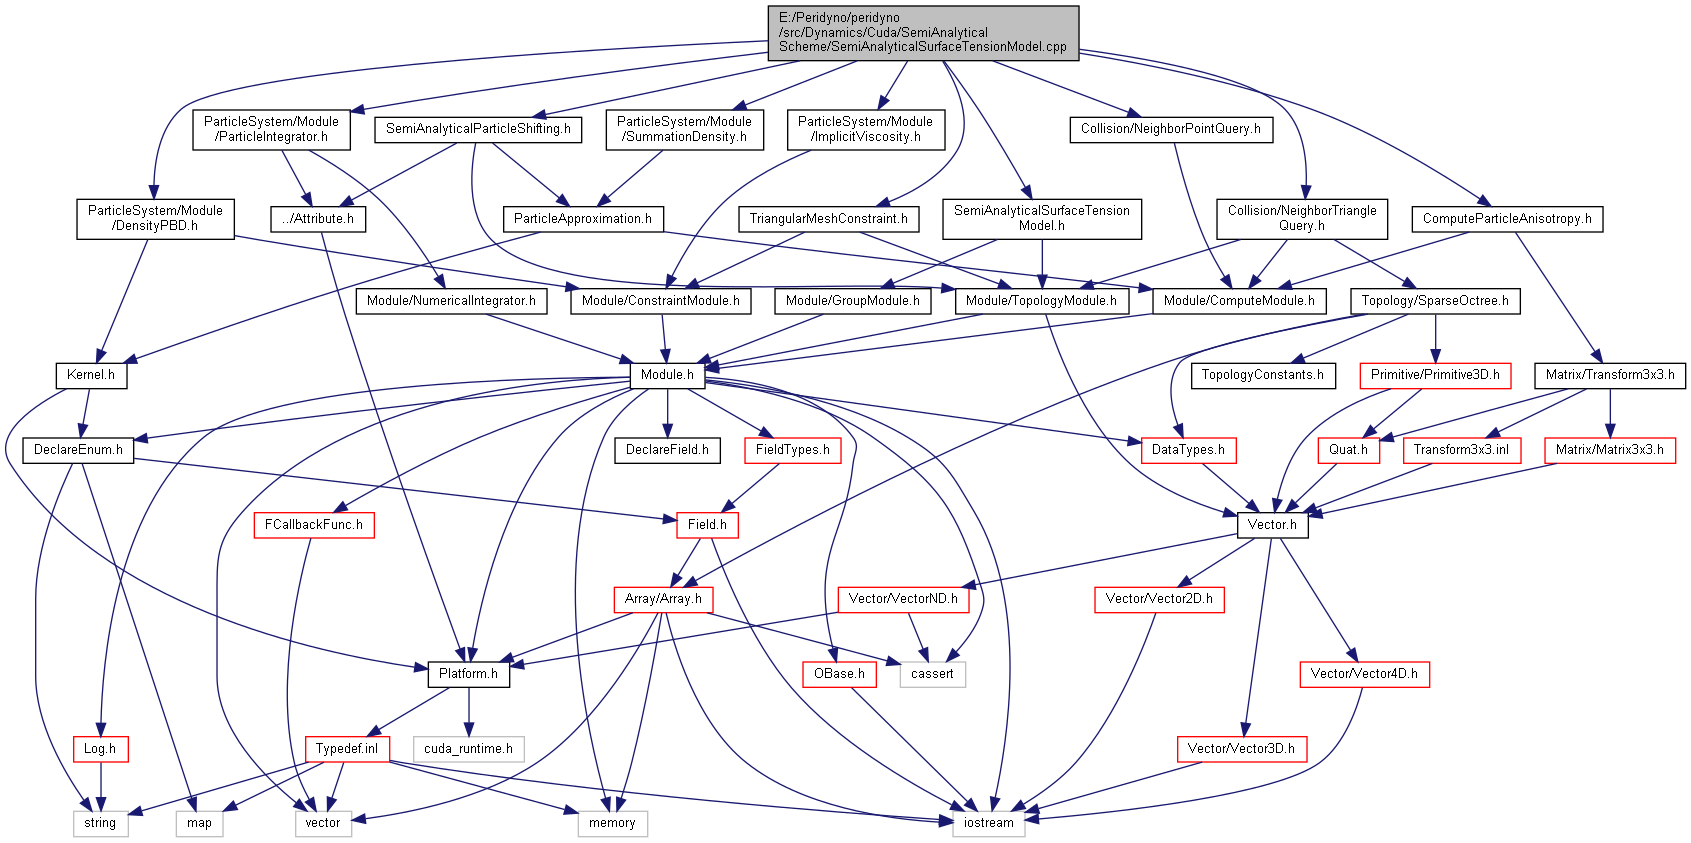 E:/Peridyno/peridyno
/src/Dynamics/Cuda/SemiAnalytical
Scheme/SemiAnalyticalSurfaceTensionModel.cpp
ParticleSystem/Module
/ParticleIntegrator.h
SemiAnalyticalParticleShifting.h
ParticleSystem/Module
/SummationDensity.h
ParticleSystem/Module
/ImplicitViscosity.h
Collision/NeighborPointQuery.h
ParticleSystem/Module
/DensityPBD.h
../Attribute.h
ParticleApproximation.h
TriangularMeshConstraint.h
SemiAnalyticalSurfaceTension
Model.h
Collision/NeighborTriangle
Query.h
ComputeParticleAnisotropy.h
Module/NumericalIntegrator.h
Module/ConstraintModule.h
Module/GroupModule.h
Module/TopologyModule.h
Module/ComputeModule.h
Topology/SparseOctree.h
Kernel.h
Module.h
TopologyConstants.h
Primitive/Primitive3D.h
Matrix/Transform3x3.h
DeclareEnum.h
DeclareField.h
FieldTypes.h
DataTypes.h
Quat.h
Transform3x3.inl
Matrix/Matrix3x3.h
FCallbackFunc.h
Field.h
Vector.h
Array/Array.h
Vector/VectorND.h
Vector/Vector2D.h
Platform.h
OBase.h
cassert
Vector/Vector4D.h
Log.h
Typedef.inl
cuda_runtime.h
Vector/Vector3D.h
string
map
vector
memory
iostream